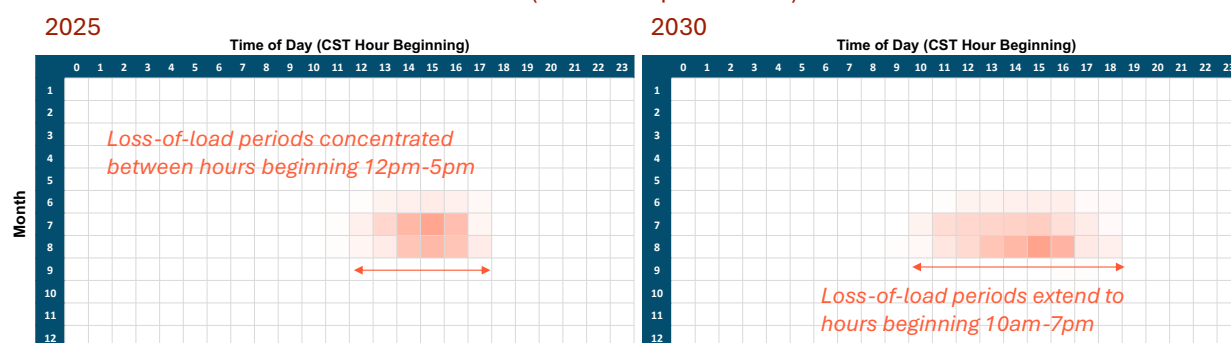 2025
Time of Day (CST Hour Beginning)
0 1 2 3 4 5 6 7 8 9 10 11 12 13 14 15 16 17 18 19 20 21 22 23
Month
1
2
3
4
5
6
7
8
9
10
11
12
Loss-of-load periods concentrated
between hours beginning 12pm-5pm
2030
Time of Day (CST Hour Beginning)
0 1 2 3 4 5 6 7 8 9 10 11 12 13 14 15 16 17 18 19 20 21 22 23
1
2
3
4
5
6
7
8
9
10
11
12
Loss-of-load periods extend to
hours beginning 10am-7pm